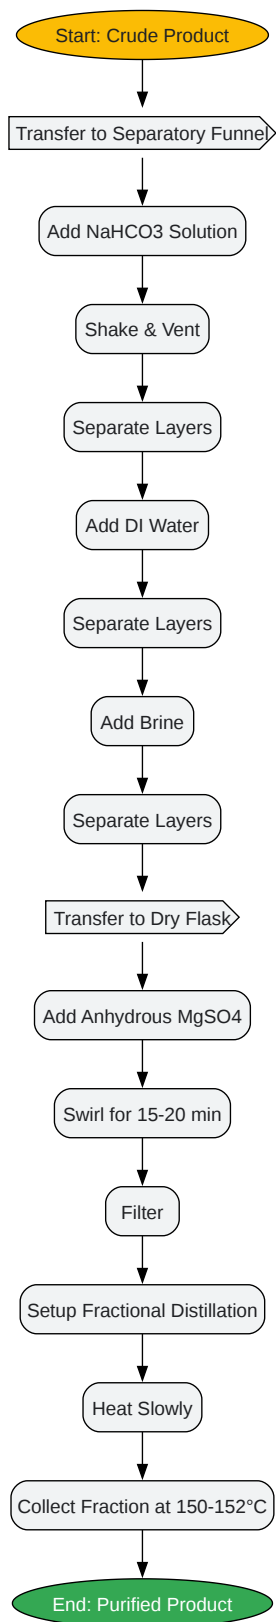 Start: Crude Product
Transfer to Separatory Funnel
Add NaHCO3 Solution
Shake & Vent
Separate Layers
Add DI Water
Separate Layers
Add Brine
Separate Layers
Transfer to Dry Flask
Add Anhydrous MgSO4
Swirl for 15-20 min
Filter
Setup Fractional Distillation
Heat Slowly
Collect Fraction at 150-152°C
End: Purified Product